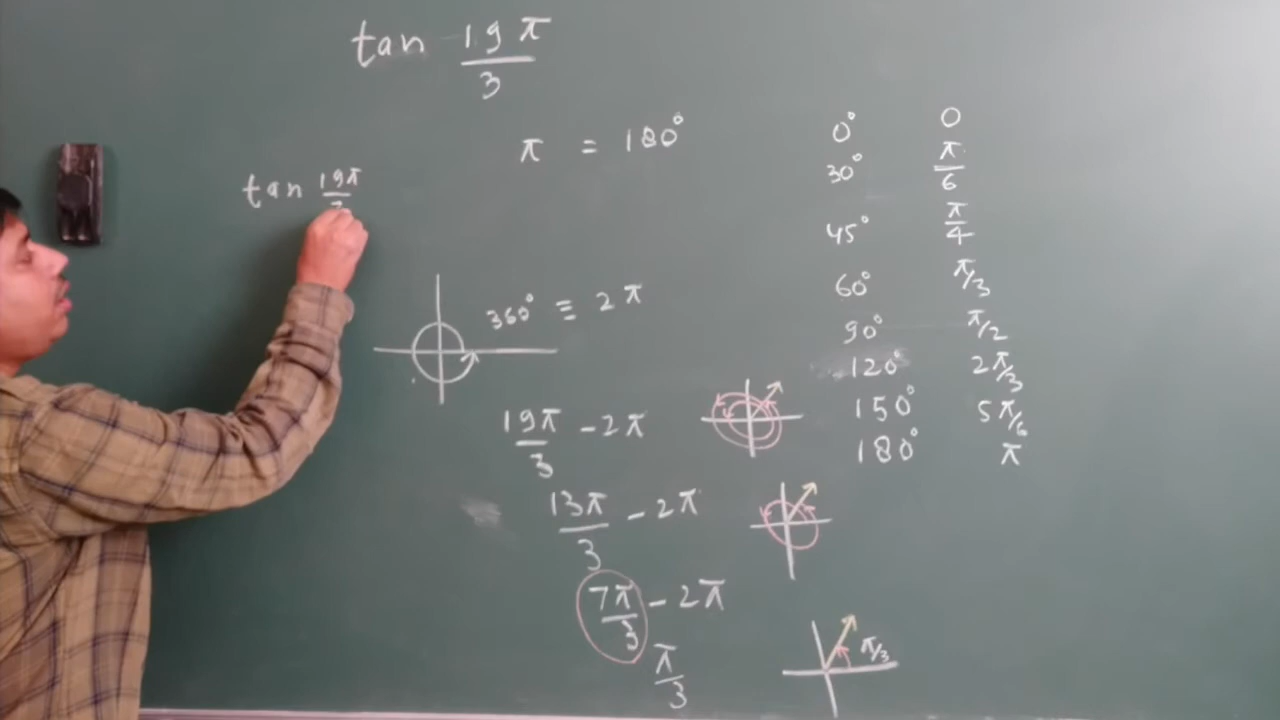 tan 19π/3
π = 180°
tan 19π/3
360° ≡ 2π
19π/3 - 2π
13π/3 - 2π
7π/3 - 2π
π/3
π/3
0° 0
30° π/6
45° π/4
60° π/3
90° π/2
120° 2π/3
150° 5π/6
180° π